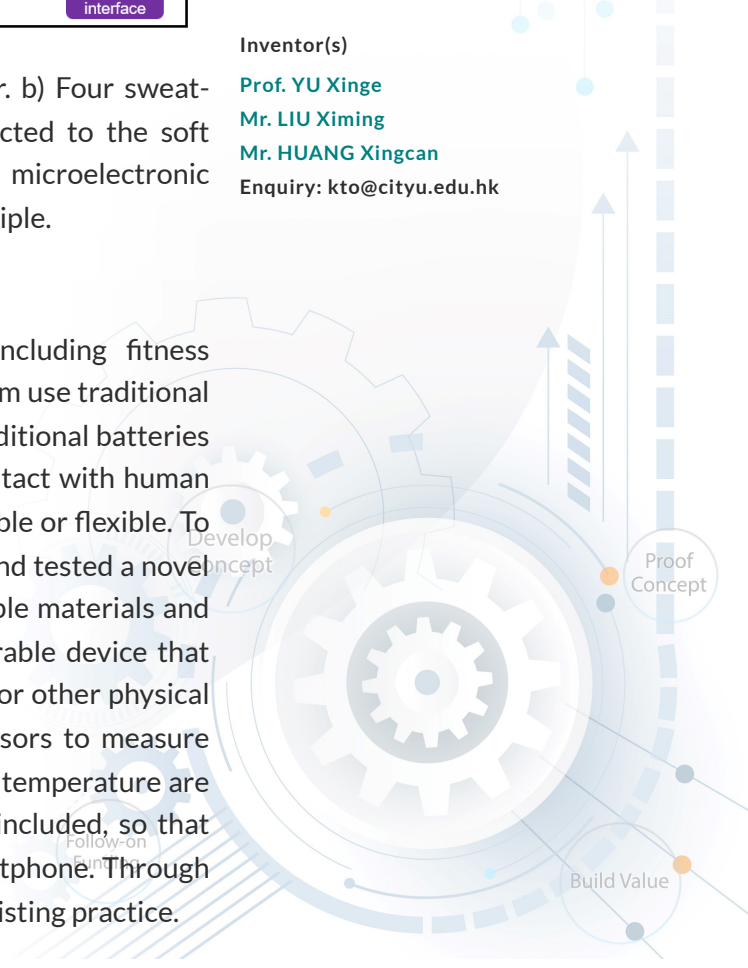 interface
r. b) Four sweat-
cted to the soft
microelectronic
iple.
ncluding fitness
m use traditional
ditional batteries
ntact with human
ble or flexible. To
nd tested a novel
ble materials and
rable device that
or other physical
sors to measure
temperature are
included, so that
tphone. Through
isting practice.
Inventor(s)
Prof. YU Xinge
Mr. LIU Ximing
Mr. HUANG Xingcan
Enquiry: kto@cityu.edu.hk
Develop
Concept
Proof
Concept
Follow-on
Funding
Build Value